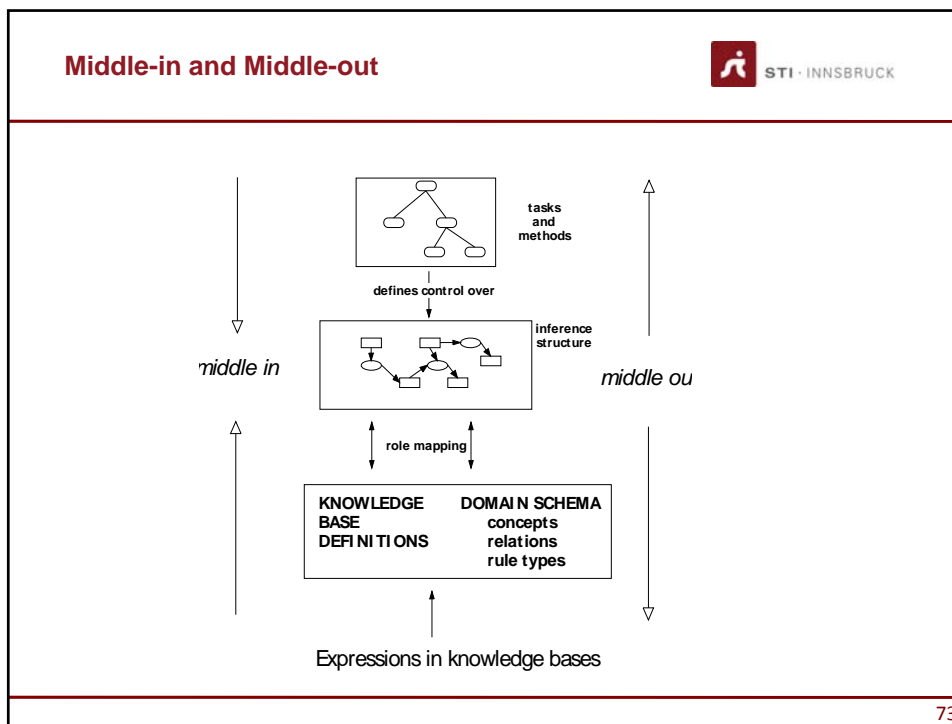 Middle-in and Middle-out
STI · INNSBRUCK
tasks
and
methods
defines control over
inference
structure
middle in
middle ou
role mapping
KNOWLEDGE
BASE
DEFINITIONS
DOMAIN SCHEMA
concepts
relations
rule types
Expressions in knowledge bases
73